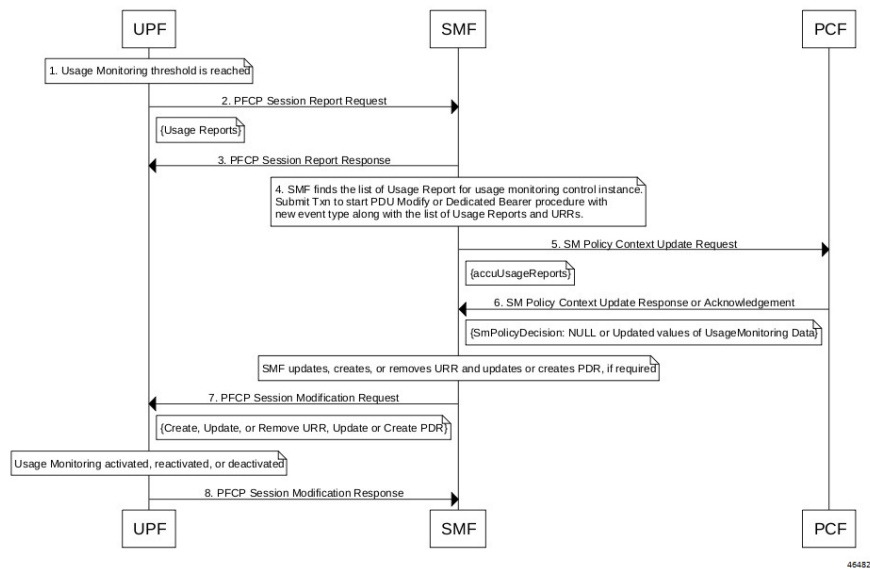 UPF SMF PCF
1. Usage Monitoring threshold is reached
2. PFCP Session Report Request
{Usage Reports}
3. PFCP Session Report Response
4. SMF finds the list of Usage Report for usage monitoring control instance.
Submit Txn to start PDU Modify or Dedicated Bearer procedure with
new event type along with the list of Usage Reports and URRs.
5. SM Policy Context Update Request
{accuUsageReports}
6. SM Policy Context Update Response or Acknowledgement
{SmPolicyDecision: NULL or Updated values of UsageMonitoring Data}
SMF updates, creates, or removes URR and updates or creates PDR, if required
7. PFCP Session Modification Request
{Create, Update, or Remove URR, Update or Create PDR}
Usage Monitoring activated, reactivated, or deactivated
8. PFCP Session Modification Response
UPF SMF PCF
46482